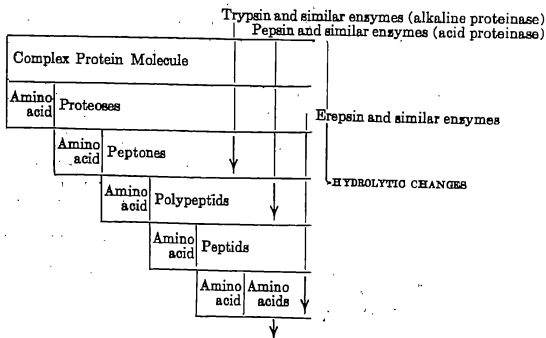 Trypsin and similar enzymes (alkaline proteinase)
Pepsin and similar enzymes (acid proteinase)
Complex Protein Molecule
Amino
acid
Proteoses
Erepsin and similar enzymes
Amino
acid
Peptones
HYDROLYTIC CHANGES
Amino
acid
Polypeptids
Amino
acid
Peptids
Amino
acid
Amino
acids